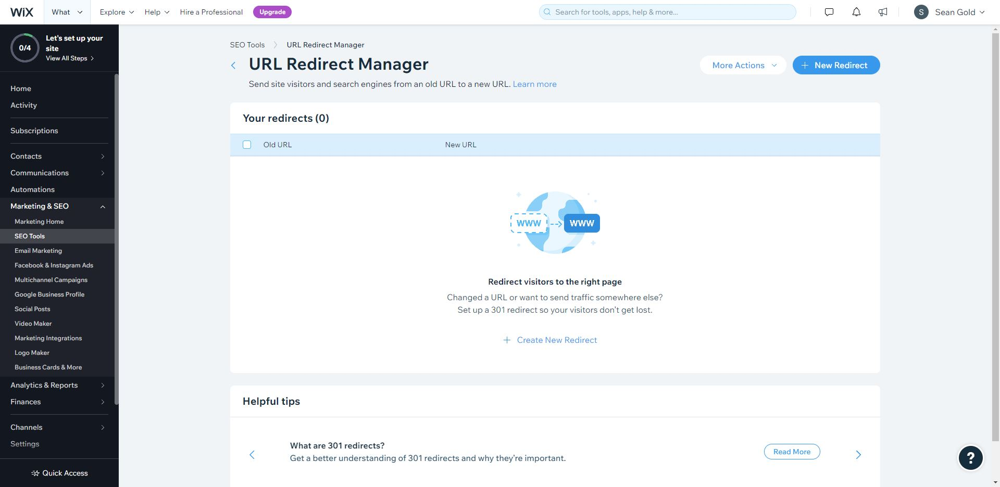 WiX
What
Explore
Help
Hire a Professional
Upgrade
Search for tools, apps, help & more...
S
Sean Gold
0/4
Let's set up your
site
View All Steps
Home
Activity
Subscriptions
Contacts
Communications
Automations
Marketing & SEO
Marketing Home
SEO Tools
Email Marketing
Facebook & Instagram Ads
Multichannel Campaigns
Google Business Profile
Social Posts
Video Maker
Marketing Integrations
Logo Maker
Business Cards & More
Analytics & Reports
Finances
Channels
Settings
Quick Access
SEO Tools
URL Redirect Manager
URL Redirect Manager
More Actions
+ New Redirect
Send site visitors and search engines from an old URL to a new URL. Learn more
Your redirects (0)
Old URL
New URL
WWW
WWW
Redirect visitors to the right page
Changed a URL or want to send traffic somewhere else?
Set up a 301 redirect so your visitors don’t get lost.
+ Create New Redirect
Helpful tips
What are 301 redirects?
Get a better understanding of 301 redirects and why they’re important.
Read More
?